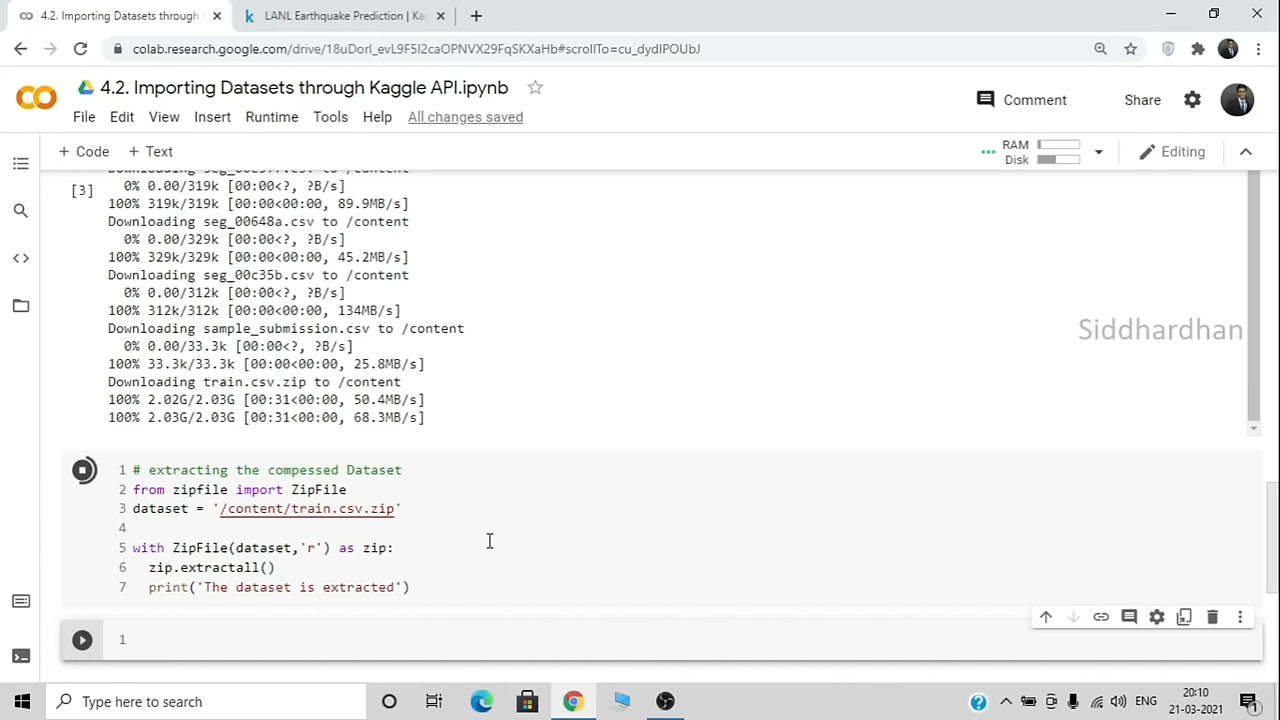 4.2. Importing Datasets through
LANL Earthquake Prediction | Ka
colab.research.google.com/drive/18uDorI_evL9F5I2caOPNVX29FqSKXaHb#scrollTo=cu_dydIPOUbJ
4.2. Importing Datasets through Kaggle API.ipynb
Comment
Share
File Edit View Insert Runtime Tools Help All changes saved
+ Code + Text
RAM
Disk
Editing
[3]
0% 0.00/319k [00:00<?, ?B/s]
100% 319k/319k [00:00<00:00, 89.9MB/s]
Downloading seg_00648a.csv to /content
0% 0.00/329k [00:00<?, ?B/s]
100% 329k/329k [00:00<00:00, 45.2MB/s]
Downloading seg_00c35b.csv to /content
0% 0.00/312k [00:00<?, ?B/s]
100% 312k/312k [00:00<00:00, 134MB/s]
Downloading sample_submission.csv to /content
0% 0.00/33.3k [00:00<?, ?B/s]
100% 33.3k/33.3k [00:00<00:00, 25.8MB/s]
Downloading train.csv.zip to /content
100% 2.02G/2.03G [00:31<00:00, 50.4MB/s]
100% 2.03G/2.03G [00:31<00:00, 68.3MB/s]
Siddhardhan
1 # extracting the compessed Dataset
2 from zipfile import ZipFile
3 dataset = '/content/train.csv.zip'
4
5 with ZipFile(dataset,'r') as zip:
6 zip.extractall()
7 print('The dataset is extracted')
1
Type here to search
ENG
20:10
21-03-2021
1